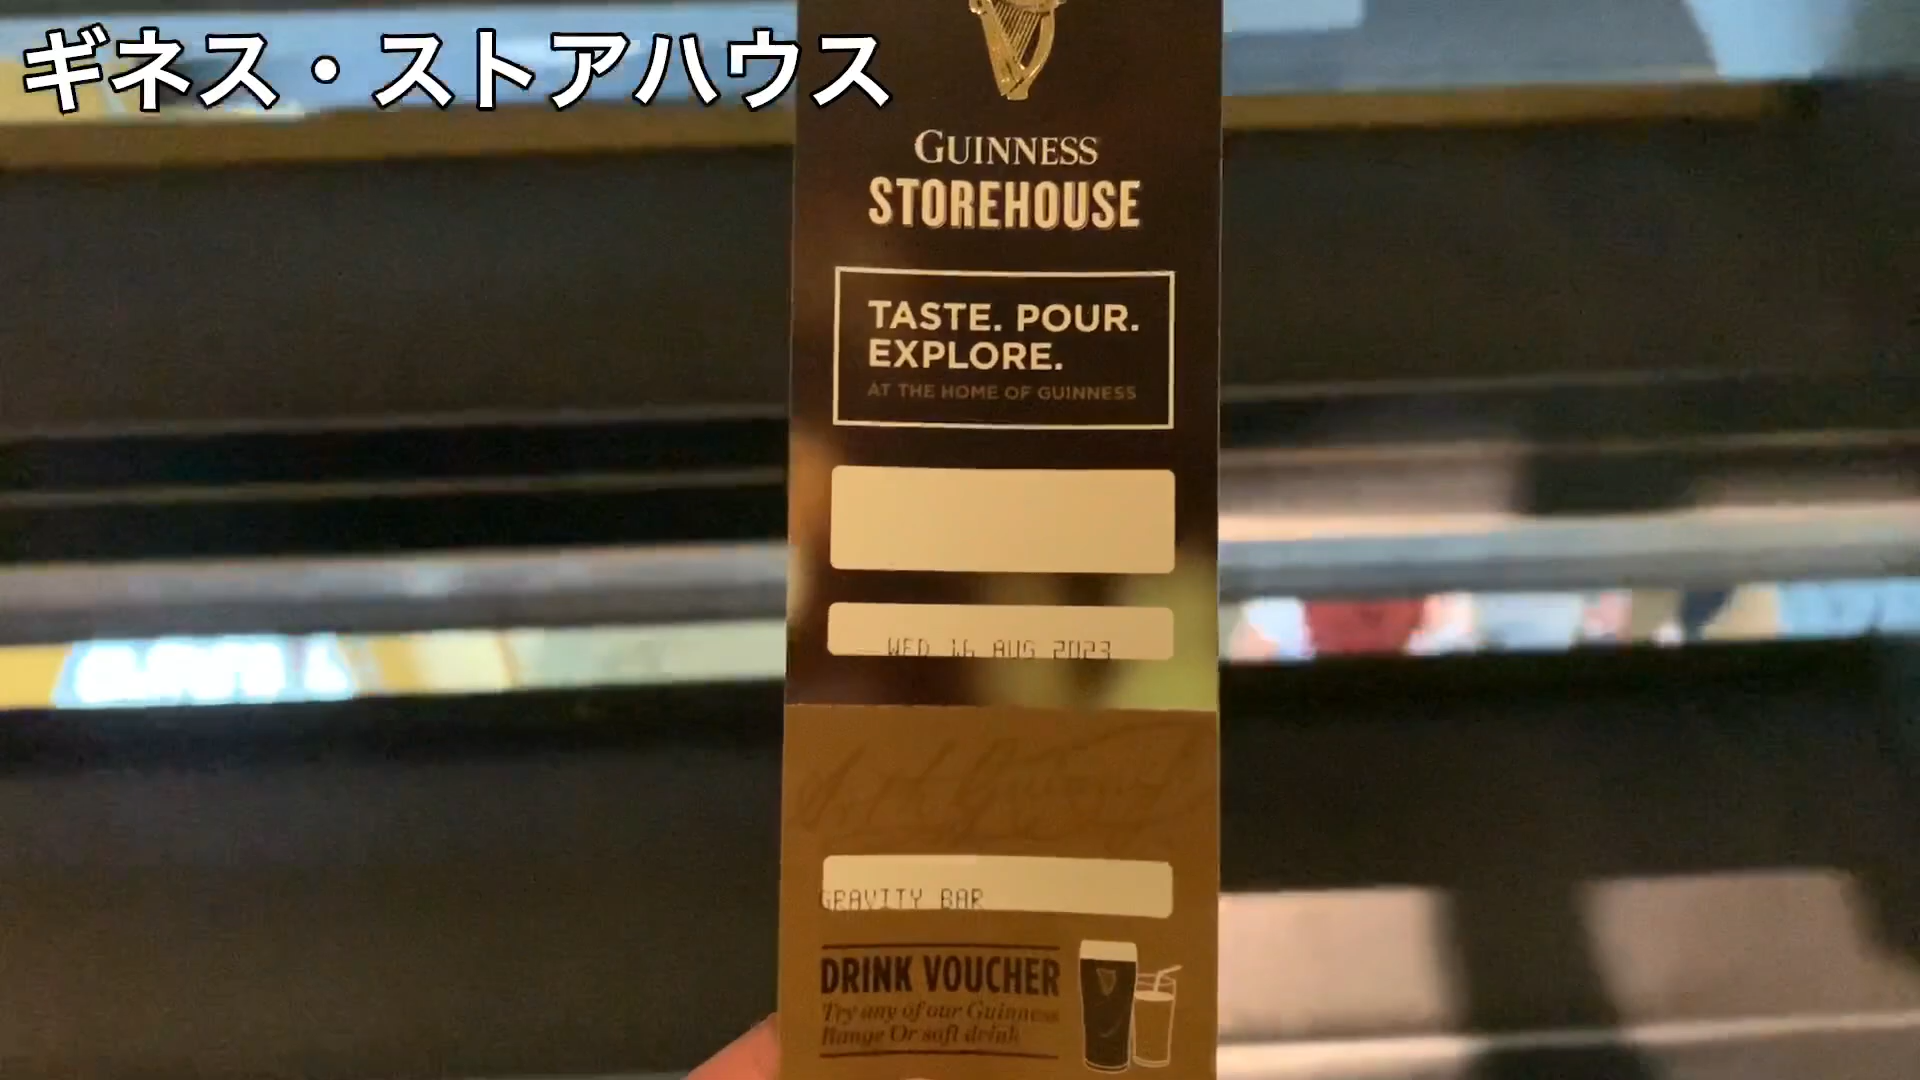 ギネス・ストアハウス
GUINNESS
STOREHOUSE
TASTE. POUR.
EXPLORE.
AT THE HOME OF GUINNESS
WED 16 AUG 2023
GRAVITY BAR
DRINK VOUCHER
Try any of our Guinness
Range Or soft drink